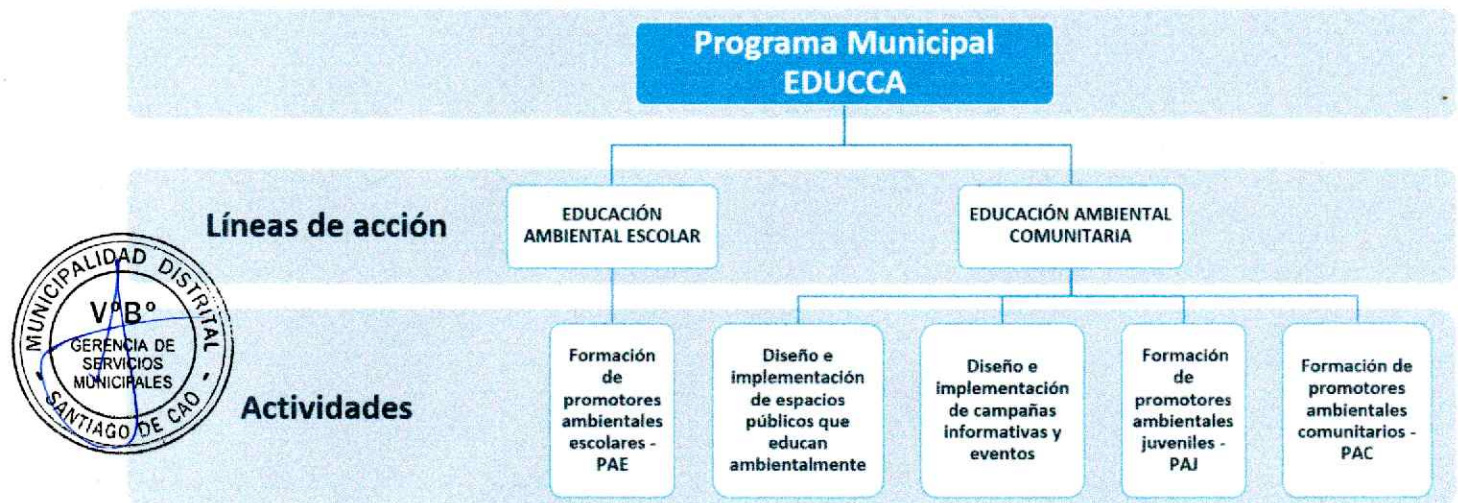 Programa Municipal
EDUCCA
Líneas de acción
EDUCACIÓN
AMBIENTAL ESCOLAR
EDUCACIÓN AMBIENTAL
COMUNITARIA
MUNICIPALIDAD DISTRITAL
VºBº
GERENCIA DE
SERVICIOS
MUNICIPALES
SANTIAGO DE CAO
Actividades
Formación
de
promotores
ambientales
escolares -
PAE
Diseño e
implementación
de espacios
públicos que
educan
ambientalmente
Diseño e
implementación
de campañas
informativas y
eventos
Formación
de
promotores
ambientales
juveniles -
PAJ
Formación de
promotores
ambientales
comunitarios -
PAC